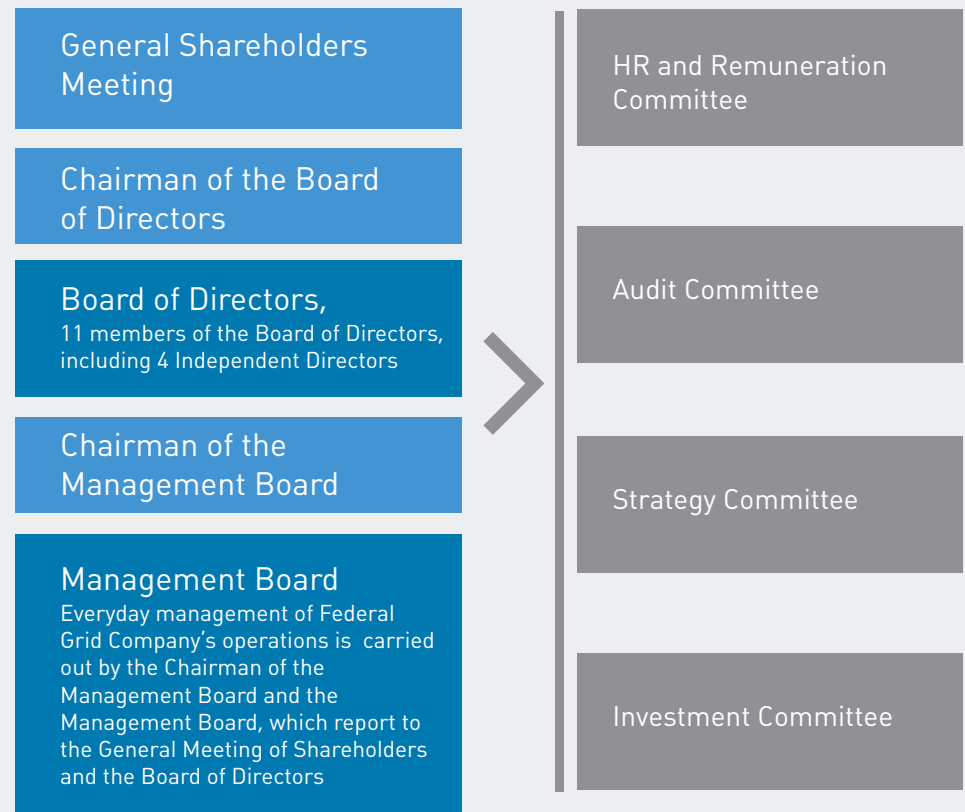 General Shareholders
Meeting
Chairman of the Board
of Directors
Board of Directors,
11 members of the Board of Directors,
including 4 Independent Directors
Chairman of the
Management Board
Management Board
Everyday management of Federal
Grid Company’s operations is carried
out by the Chairman of the
Management Board and the
Management Board, which report to
the General Meeting of Shareholders
and the Board of Directors
HR and Remuneration
Committee
Audit Committee
Strategy Committee
Investment Committee